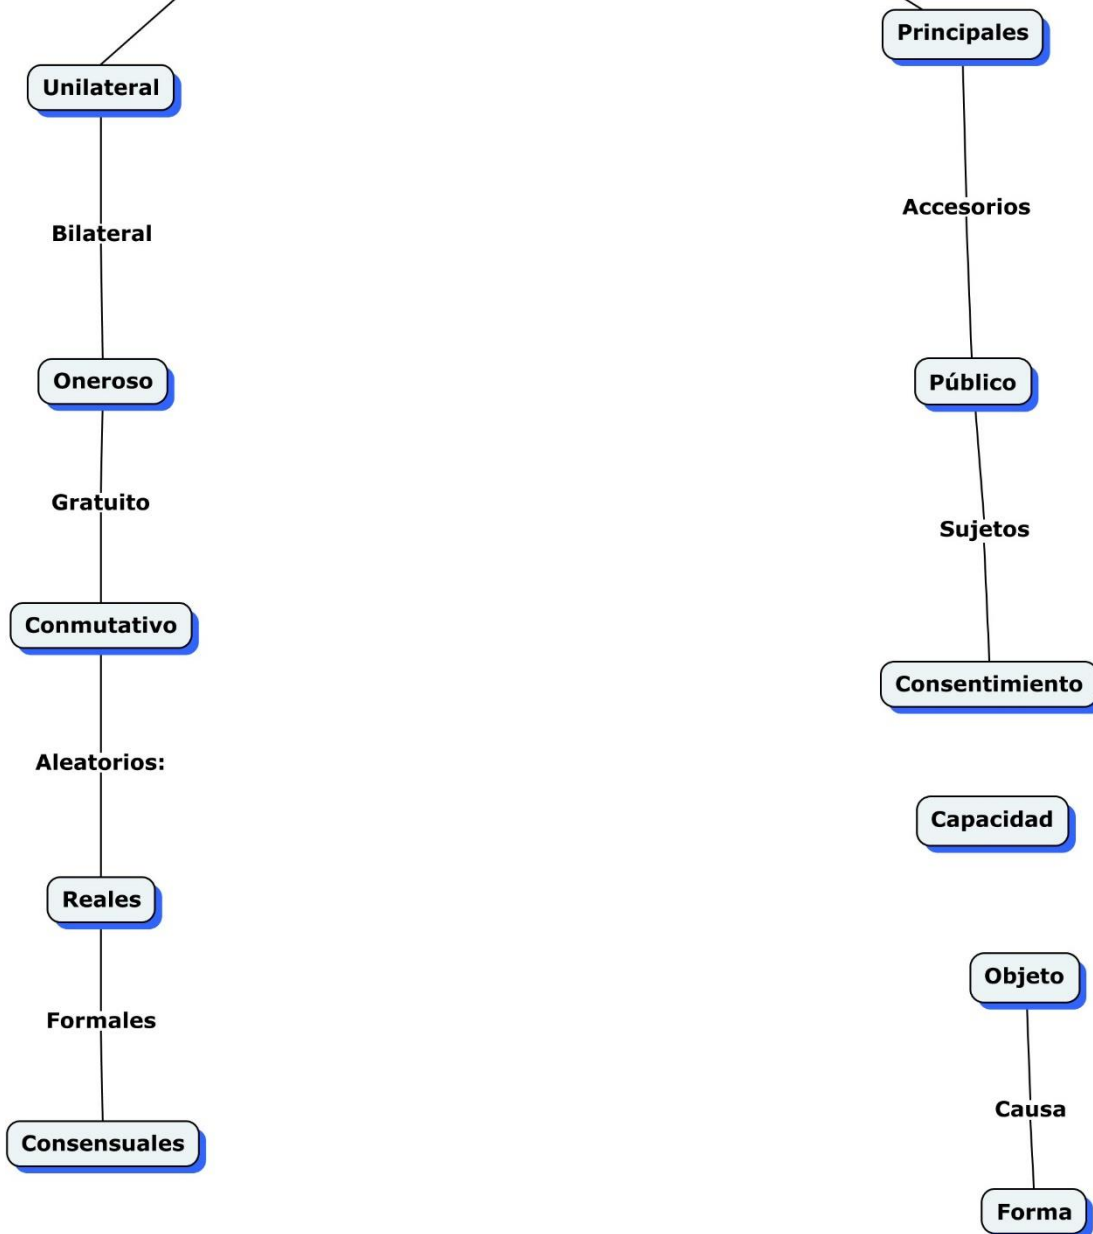 Unilateral
Bilateral
Oneroso
Gratuito
Conmutativo
Aleatorios:
Reales
Formales
Consensuales
Principales
Accesorios
Público
Sujetos
Consentimiento
Capacidad
Objeto
Causa
Forma